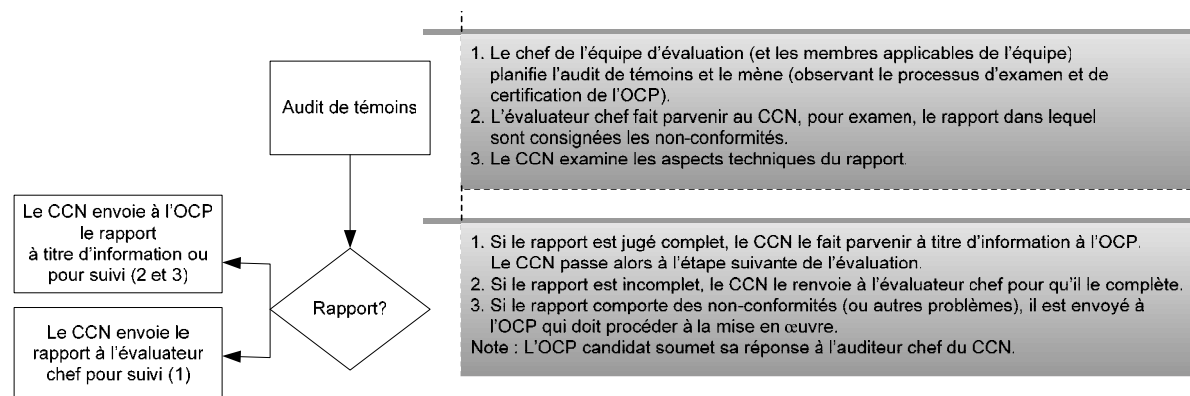 Audit de témoins
1. Le chef de l'équipe d'évaluation (et les membres applicables de l'équipe)
planifie l'audit de témoins et le mène (observant le processus d'examen et de
certification de l'OCP).
2. L'évaluateur chef fait parvenir au CCN, pour examen, le rapport dans lequel
sont consignées les non-conformités.
3. Le CCN examine les aspects techniques du rapport.
Le CCN envoie à l'OCP
le rapport
à titre d'information ou
pour suivi (2 et 3)
Le CCN envoie le
rapport à l'évaluateur
chef pour suivi (1)
Rapport?
1. Si le rapport est jugé complet, le CCN le fait parvenir à titre d'information à l'OCP.
Le CCN passe alors à l'étape suivante de l'évaluation.
2. Si le rapport est incomplet, le CCN le renvoie à l'évaluateur chef pour qu'il le complète.
3. Si le rapport comporte des non-conformités (ou autres problèmes), il est envoyé à
l'OCP qui doit procéder à la mise en œuvre.
Note : L'OCP candidat soumet sa réponse à l'auditeur chef du CCN.